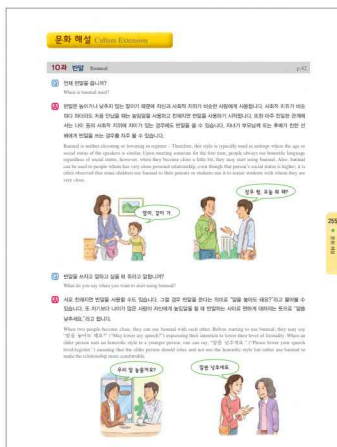 문화 해설 Culture Extension
10과 반말 Banmal p.42
Q 언제 반말을 씁니까?
When is banmal used?
A 반말은 높이거나 낮추지 않는 말이기 때문에 자신과 사회적 지위가 비슷한 사람에게 사용합니다. 사회적 지위가 비슷
하다 하더라도 처음 만났을 때는 높임말을 사용하고 친해지면 반말을 사용하기 시작합니다. 또한 아주 친밀한 관계에
서는 나이 등의 사회적 지위에 차이가 있는 경우에도 반말을 쓸 수 있습니다. 자녀가 부모님께 또는 후배가 친한 선
배에게 반말을 쓰는 경우를 자주 볼 수 있습니다.
Banmal is neither elevating or lowering in register - Therefore, this style is typically used in settings where the age or
social status of the speakers is similar. Upon meeting someone for the first time, people always use honorific language
regardless of social status, however, when they become close a little bit, they may start using banmal. Also, banmal
can be used to people whom has very close personal relationship, even though that person's social status is higher; it is
often observed that some children use banmal to their parents or students use it to senior students with whom they are
very close.
엄마, 같이 가.
정우 형, 오늘 뭐 해?
255
문화 해설
Q 반말을 쓰자고 말하고 싶을 때 뭐라고 말합니까?
What do you say when you want to start using banmal?
A 서로 친해지면 반말을 사용할 수도 있습니다. 그럴 경우 반말을 쓴다는 의미로 "말을 놓아도 돼요?"라고 물어볼 수
있습니다. 또 자기보다 나이가 많은 사람이 자신에게 높임말을 할 때 반말하는 사이로 편하게 대하라는 뜻으로 "말씀
낮추세요."라고 합니다.
When two people become close, they can use banmal with each other. Before starting to use banmal, they may say
"말을 놓아도 돼요?" ("May lower my speech?") expressing their intention to lower their level of formality. When an
older person uses an honorific style to a younger person, one can say, "말씀 낮추세요." ("Please lower your speech
level/register") meaning that the older person should relax and not use the honorific style but rather use banmal to
make the relationship more comfortable.
우리 말 놓을까요?
말씀 낮추세요.